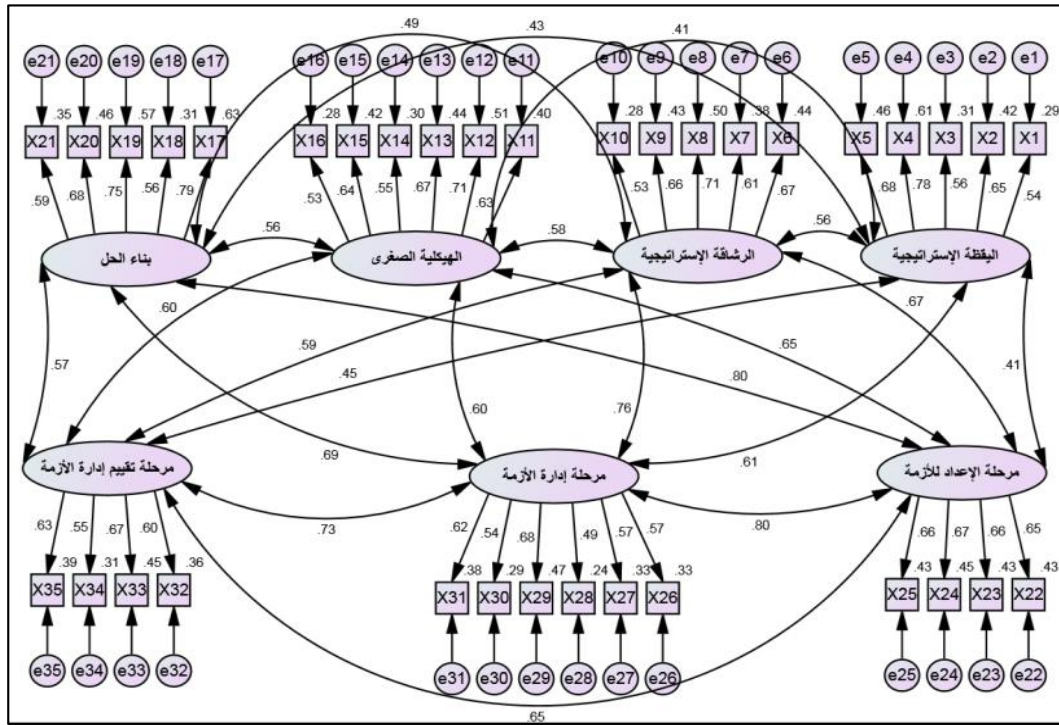 .49 .43 .41
e21 e20 e19 e18 e17 e16 e15 e14 e13 e12 e11 e10 e9 e8 e7 e6 e5 e4 e3 e2 e1
.35 .46 .57 .31 .63 .28 .42 .30 .44 .51 .40 .28 .43 .50 .38 .44 .46 .61 .31 .42 .29
X21 X20 X19 X18 X17 X16 X15 X14 X13 X12 X11 X10 X9 X8 X7 X6 X5 X4 X3 X2 X1
.59 .68 .75 .56 .79 .53 .64 .55 .67 .71 .63 .53 .66 .71 .61 .67 .68 .78 .56 .65 .54
.56 .58 .56
بناء الحل
الهيكلية الصغرى
الرشاقة الإستراتيجية
اليقظة الإستراتيجية
.57 .60 .59 .45 .65 .67 .41
.69 .60 .76 .80 .61
مرحلة تقييم إدارة الأزمة
مرحلة إدارة الأزمة
مرحلة الإعداد للأزمة
.73 .80
.63 .55 .67 .60 .62 .54 .68 .49 .57 .57 .66 .67 .66 .65
.39 .31 .45 .36 .38 .29 .47 .24 .33 .33 .43 .45 .43 .43
X35 X34 X33 X32 X31 X30 X29 X28 X27 X26 X25 X24 X23 X22
e35 e34 e33 e32 e31 e30 e29 e28 e27 e26 e25 e24 e23 e22
.65